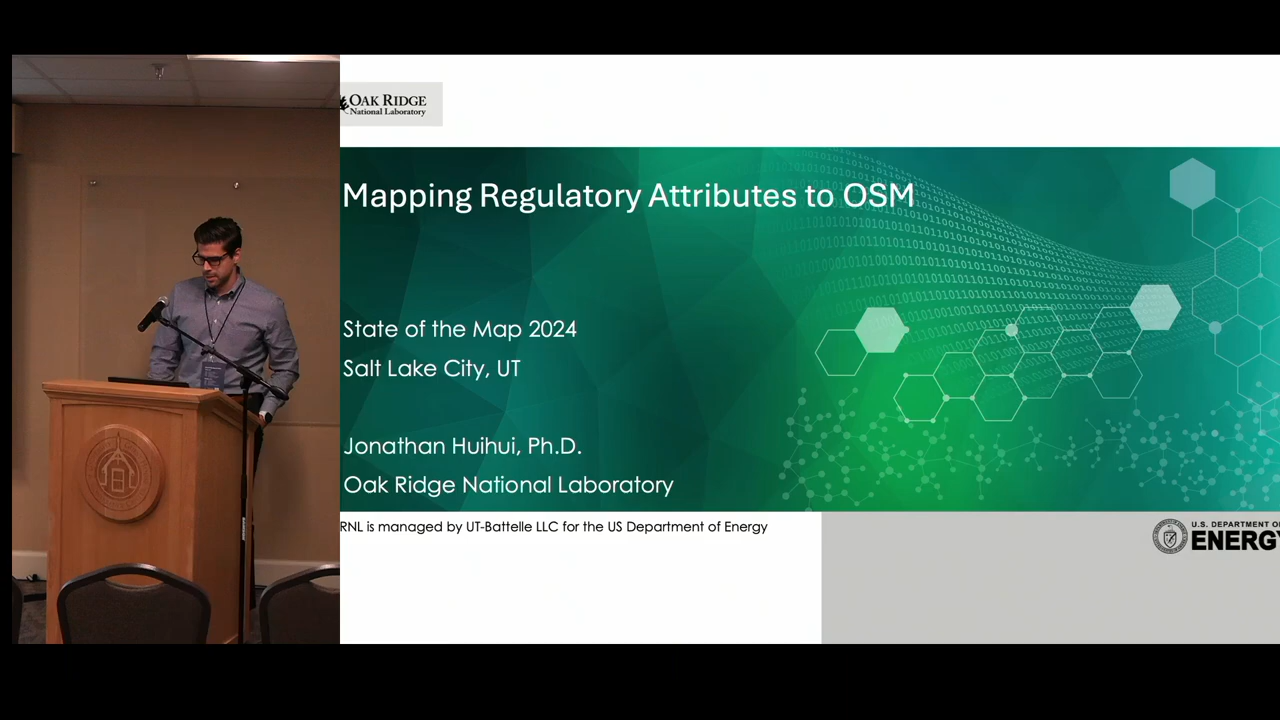 OAK RIDGE
National Laboratory
Mapping Regulatory Attributes to OSM
State of the Map 2024
Salt Lake City, UT
Jonathan Huihui, Ph.D.
Oak Ridge National Laboratory
RNL is managed by UT-Battelle LLC for the US Department of Energy
U.S. DEPARTMENT OF
ENERGY